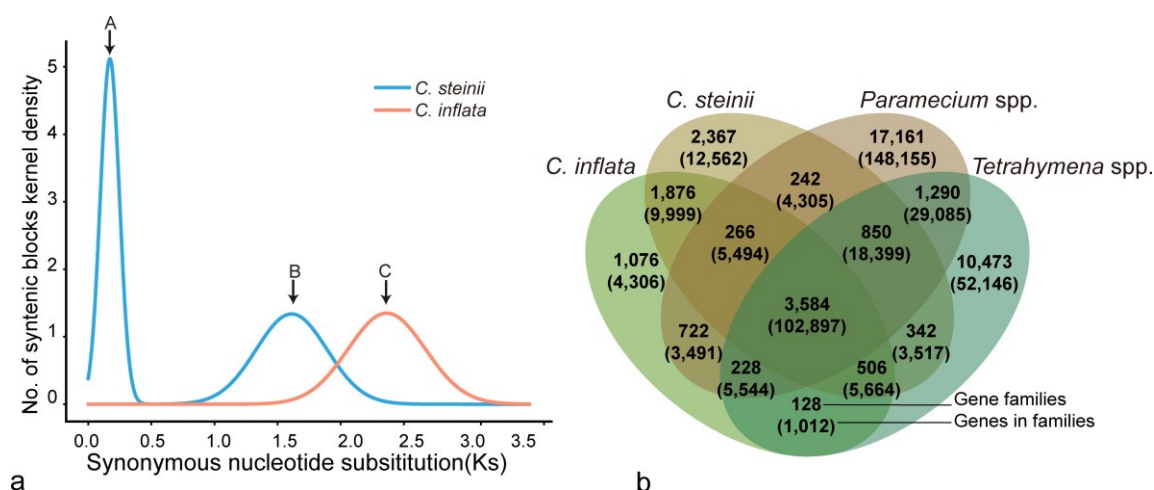 A
B
C
C. steinii
C. inflata
No. of syntenic blocks kernel density
5
4
3
2
1
0
0.0 0.5 1.0 1.5 2.0 2.5 3.0 3.5
Synonymous nucleotide subsititution(Ks)
a
C. steinii
Paramecium spp.
C. inflata
Tetrahymena spp.
2,367
(12,562)
17,161
(148,155)
1,876
(9,999)
242
(4,305)
1,290
(29,085)
266
(5,494)
850
(18,399)
1,076
(4,306)
10,473
(52,146)
3,584
(102,897)
722
(3,491)
342
(3,517)
228
(5,544)
506
(5,664)
128
(1,012)
Gene families
Genes in families
b